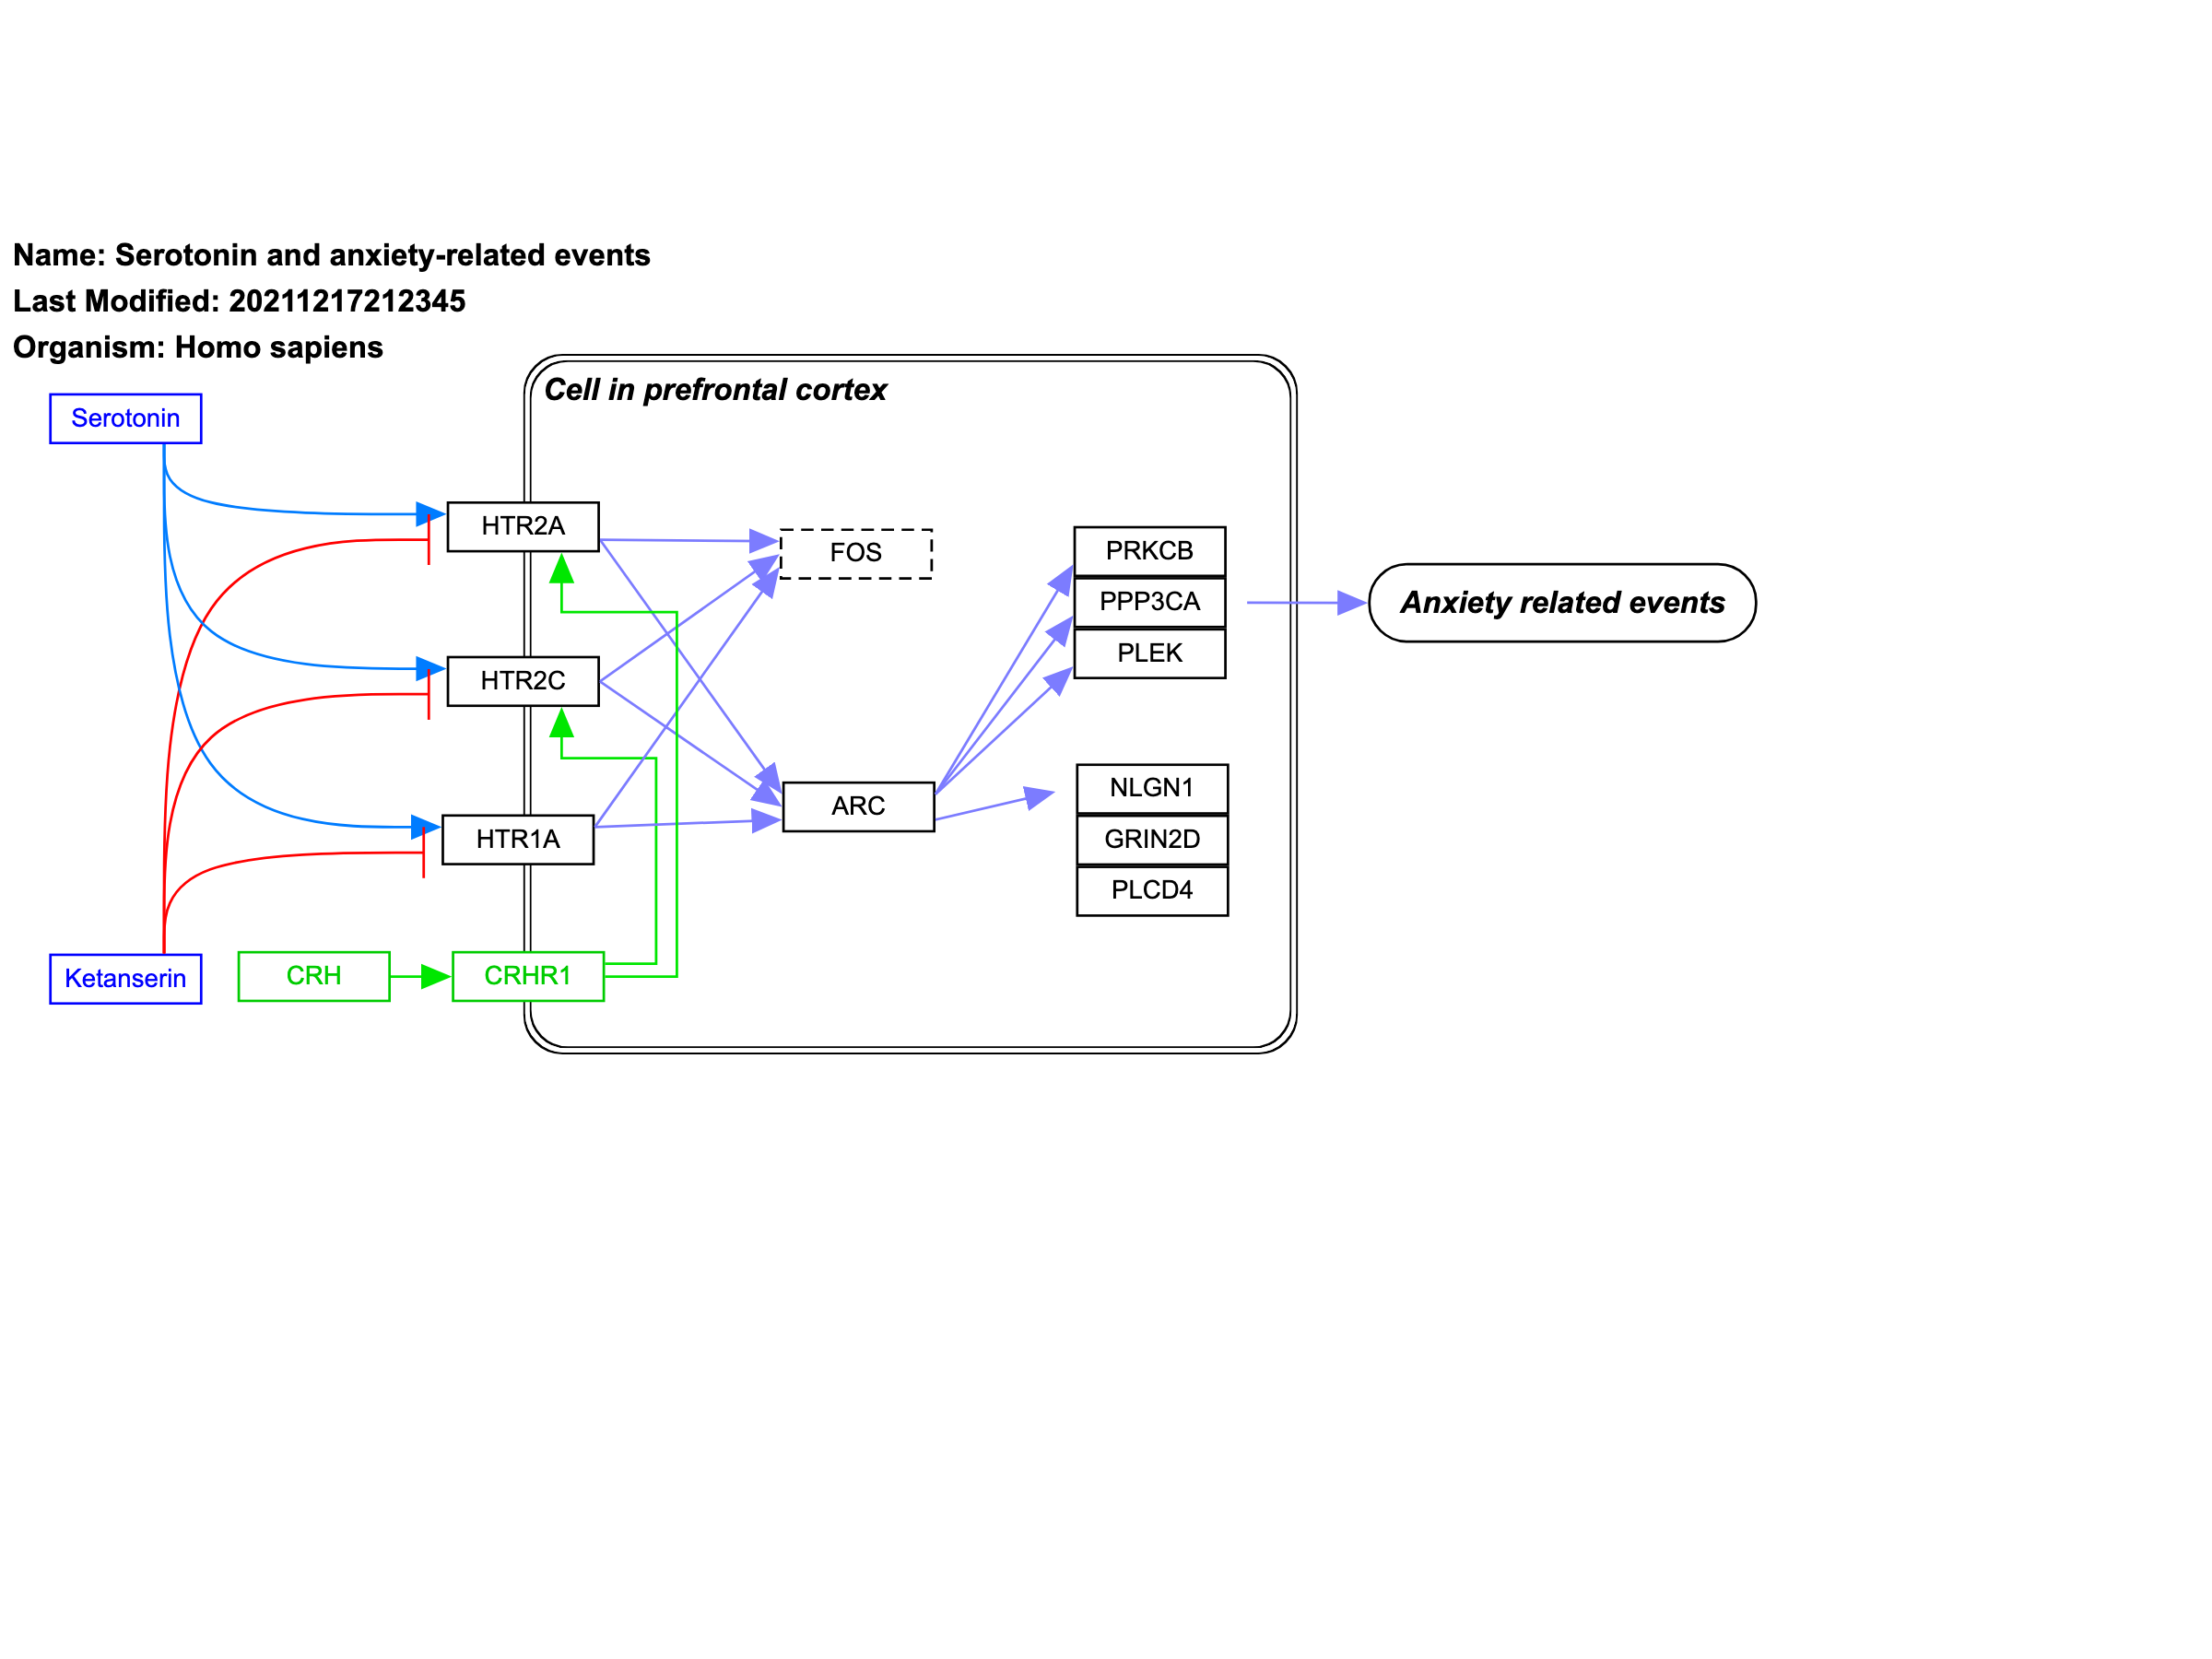 Name: Serotonin and anxiety-related events
Last Modified: 20211217212345
Organism: Homo sapiens
Cell in prefrontal cortex
Serotonin
HTR2A
FOS
PRKCB
PPP3CA
Anxiety related events
PLEK
HTR2C
NLGN1
ARC
HTR1A
GRIN2D
PLCD4
Ketanserin
CRH
CRHR1